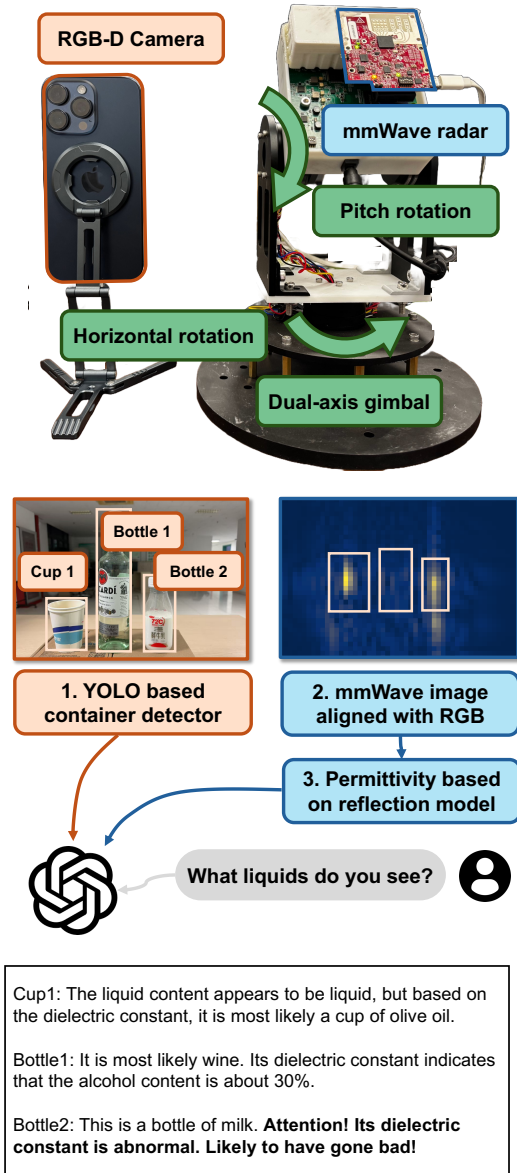 RGB-D Camera
mmWave radar
Pitch rotation
Horizontal rotation
Dual-axis gimbal
Bottle 1
Cup 1
Bottle 2
CARDÍ
1. YOLO based
container detector
2. mmWave image
aligned with RGB
3. Permittivity based
on reflection model
What liquids do you see?
Cup1: The liquid content appears to be liquid, but based on
the dielectric constant, it is most likely a cup of olive oil.
Bottle1: It is most likely wine. Its dielectric constant indicates
that the alcohol content is about 30%.
Bottle2: This is a bottle of milk. Attention! Its dielectric
constant is abnormal. Likely to have gone bad!